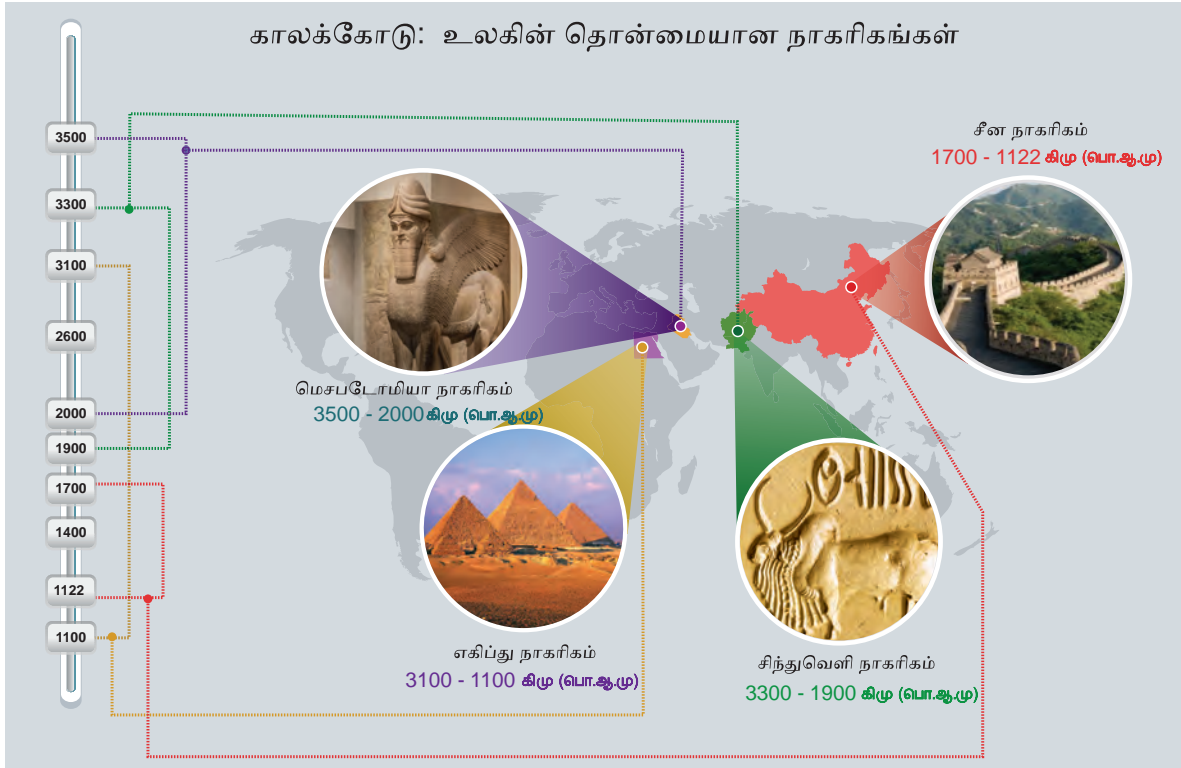 காலக்கோடு: உலகின் தொன்மையான நாகரிகங்கள்
3500
3300
3100
2600
2000
1900
1700
1400
1122
1100
சீன நாகரிகம்
1700 - 1122 கிமு (பொ.ஆ.மு)
மெசபடோமியா நாகரிகம்
3500 - 2000கிமு (பொ.ஆ.மு)
எகிப்து நாகரிகம்
3100 - 1100 கிமு (பொ.ஆ.மு)
சிந்துவெளி நாகரிகம்
3300 - 1900 கிமு (பொ.ஆ.மு)